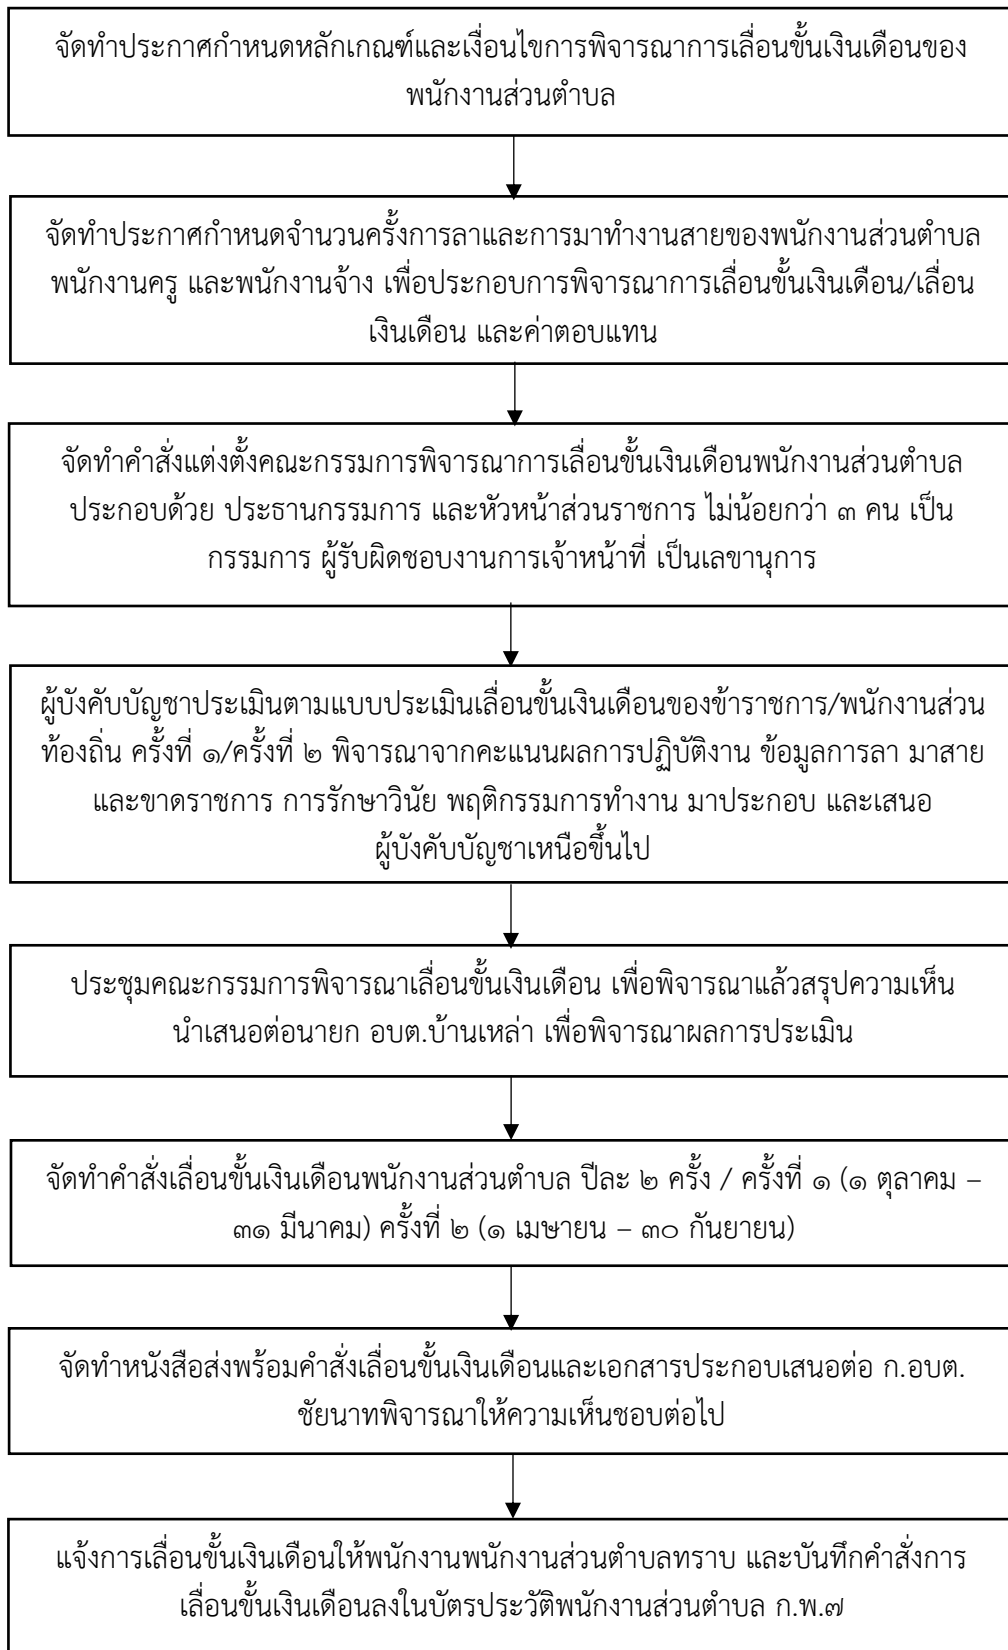 จัดทำประกาศกำหนดหลักเกณฑ์และเงื่อนไขการพิจารณาการเลื่อนขั้นเงินเดือนของ
พนักงานส่วนตำบล
จัดทำประกาศกำหนดจำนวนครั้งการลาและการมาทำงานสายของพนักงานส่วนตำบล
พนักงานครู และพนักงานจ้าง เพื่อประกอบการพิจารณาการเลื่อนขั้นเงินเดือน/เลื่อน
เงินเดือน และค่าตอบแทน
จัดทำคำสั่งแต่งตั้งคณะกรรมการพิจารณาการเลื่อนขั้นเงินเดือนพนักงานส่วนตำบล
ประกอบด้วย ประธานกรรมการ และหัวหน้าส่วนราชการ ไม่น้อยกว่า ๓ คน เป็น
กรรมการ ผู้รับผิดชอบงานการเจ้าหน้าที่ เป็นเลขานุการ
ผู้บังคับบัญชาประเมินตามแบบประเมินเลื่อนขั้นเงินเดือนของข้าราชการ/พนักงานส่วน
ท้องถิ่น ครั้งที่ ๑/ครั้งที่ ๒ พิจารณาจากคะแนนผลการปฏิบัติงาน ข้อมูลการลา มาสาย
และขาดราชการ การรักษาวินัย พฤติกรรมการทำงาน มาประกอบ และเสนอ
ผู้บังคับบัญชาเหนือขึ้นไป
ประชุมคณะกรรมการพิจารณาเลื่อนขั้นเงินเดือน เพื่อพิจารณาแล้วสรุปความเห็น
นำเสนอต่อนายก อบต.บ้านเหล่า เพื่อพิจารณาผลการประเมิน
จัดทำคำสั่งเลื่อนขั้นเงินเดือนพนักงานส่วนตำบล ปีละ ๒ ครั้ง / ครั้งที่ ๑ (๑ ตุลาคม –
๓๑ มีนาคม) ครั้งที่ ๒ (๑ เมษายน – ๓๐ กันยายน)
จัดทำหนังสือส่งพร้อมคำสั่งเลื่อนขั้นเงินเดือนและเอกสารประกอบเสนอต่อ ก.อบต.
ชัยนาทพิจารณาให้ความเห็นชอบต่อไป
แจ้งการเลื่อนขั้นเงินเดือนให้พนักงานพนักงานส่วนตำบลทราบ และบันทึกคำสั่งการ
เลื่อนขั้นเงินเดือนลงในบัตรประวัติพนักงานส่วนตำบล ก.พ.๗